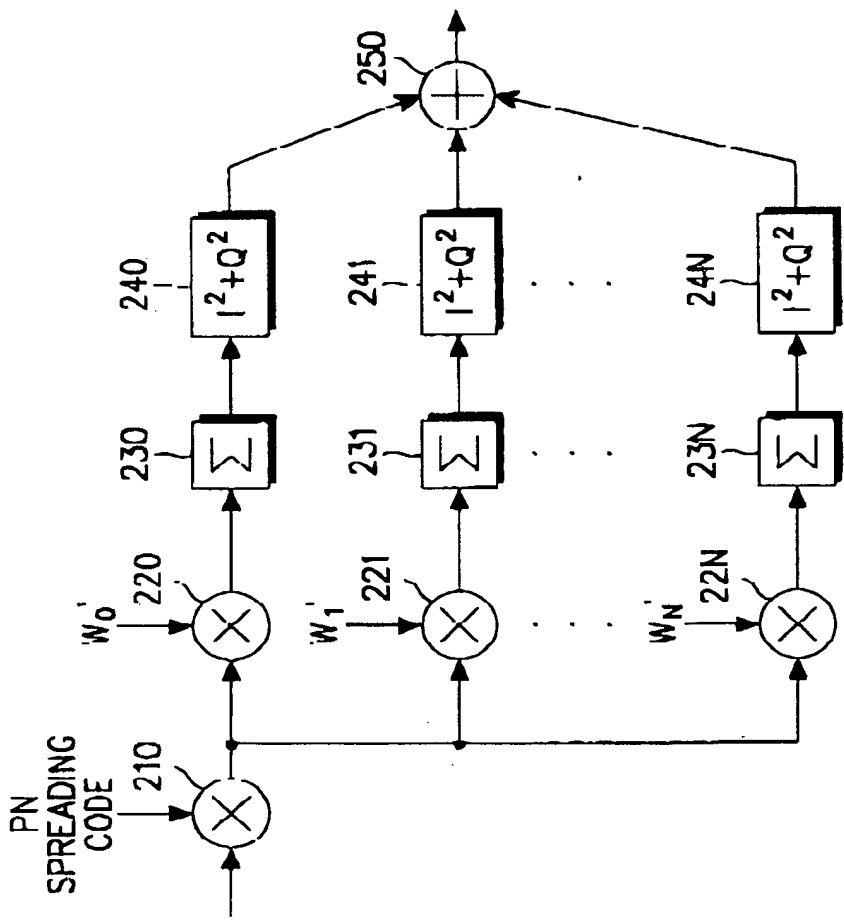 PN
SPREADING
CODE
210
W₀'
220
230
240
Σ
I²+Q²
250
W₁'
221
231
241
Σ
I²+Q²
. . . .
. . . .
. . . .
W_N'
22N
23N
24N
Σ
I²+Q²